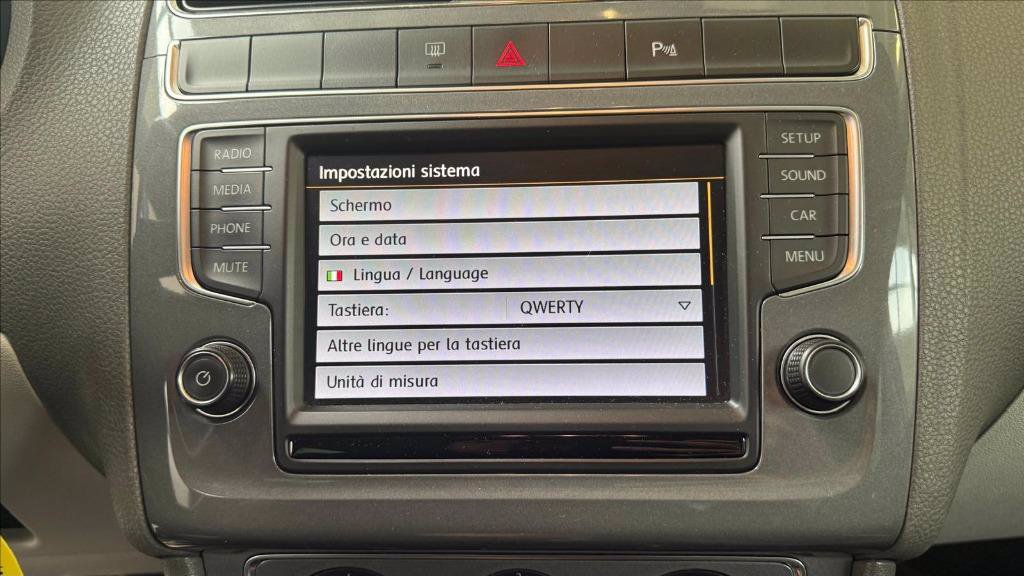 P
RADIO
MEDIA
PHONE
MUTE
Impostazioni sistema
Schermo
Ora e data
Lingua / Language
Tastiera: QWERTY
Altre lingue per la tastiera
Unità di misura
SETUP
SOUND
CAR
MENU